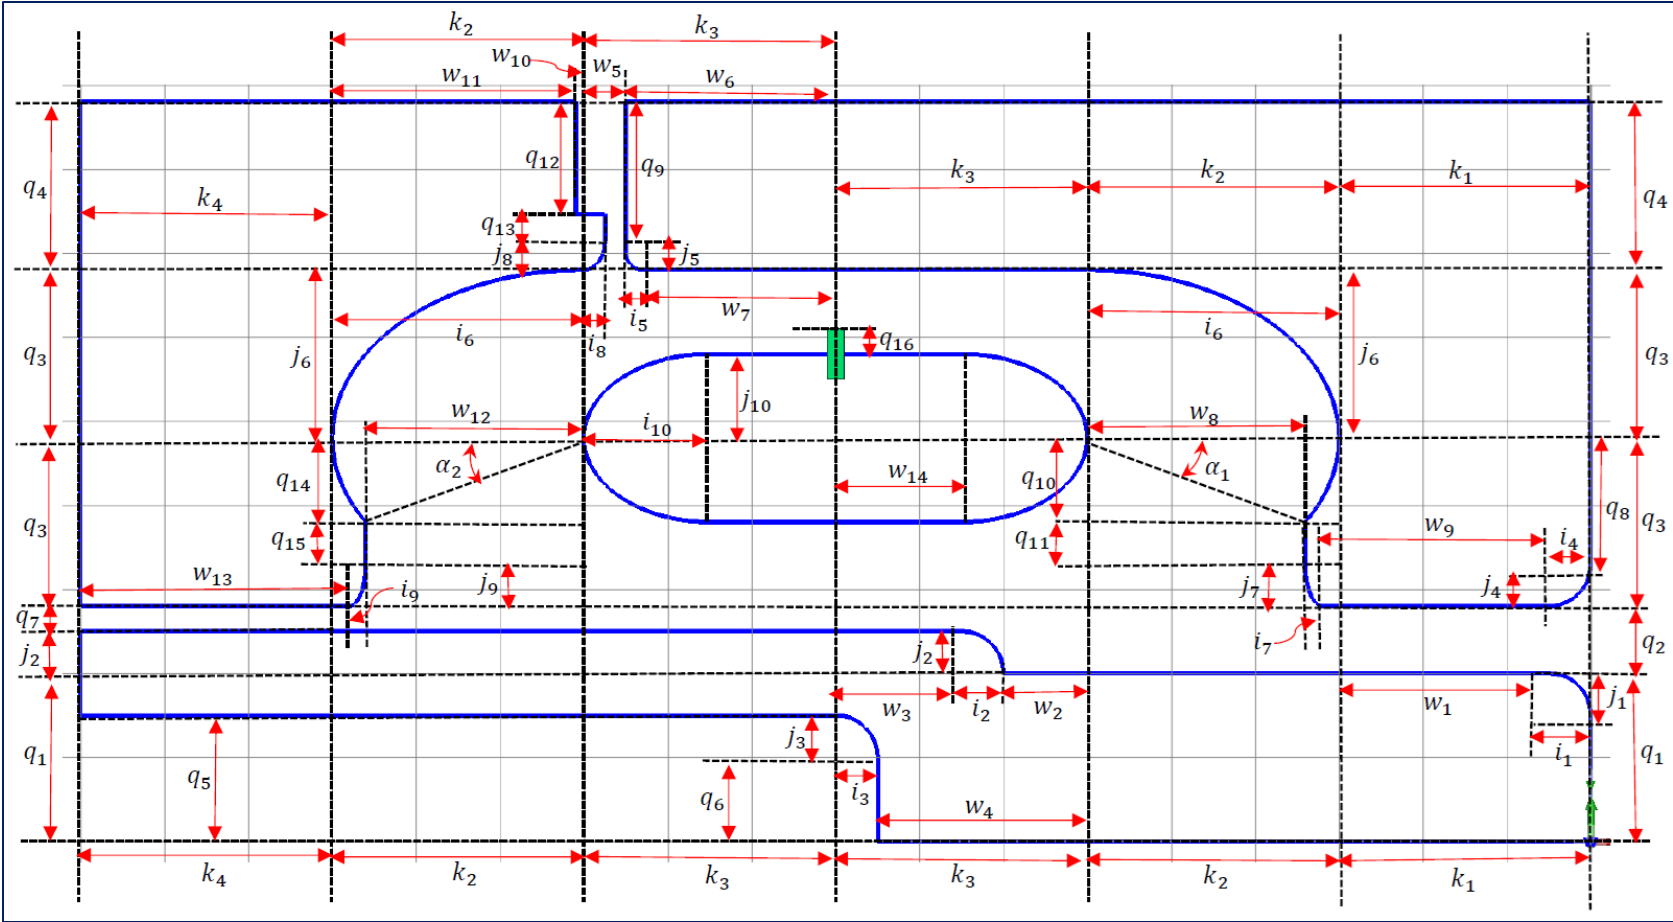 k₂ k₃
w₁₀ w₅
w₁₁ w₆
q₁₂ q₉
q₄ k₄ k₃ k₂ k₁ q₄
q₁₃
j₈ j₅
i₅ w₇
i₆ i₈ q₁₆ i₆
q₃ j₆ j₆ q₃
j₁₀
w₁₂ i₁₀ w₈
α₂ w₁₄ α₁
q₁₄ q₁₀ q₈ q₃
q₃ q₁₅ q₁₁ w₉ i₄
w₁₃ i₉ j₉ j₇ j₄
q₇ i₇
j₂ j₂ q₂
w₃ i₂ w₂ w₁ j₁
q₁ q₅ j₃ i₁ q₁
q₆ i₃ w₄
k₄ k₂ k₃ k₃ k₂ k₁